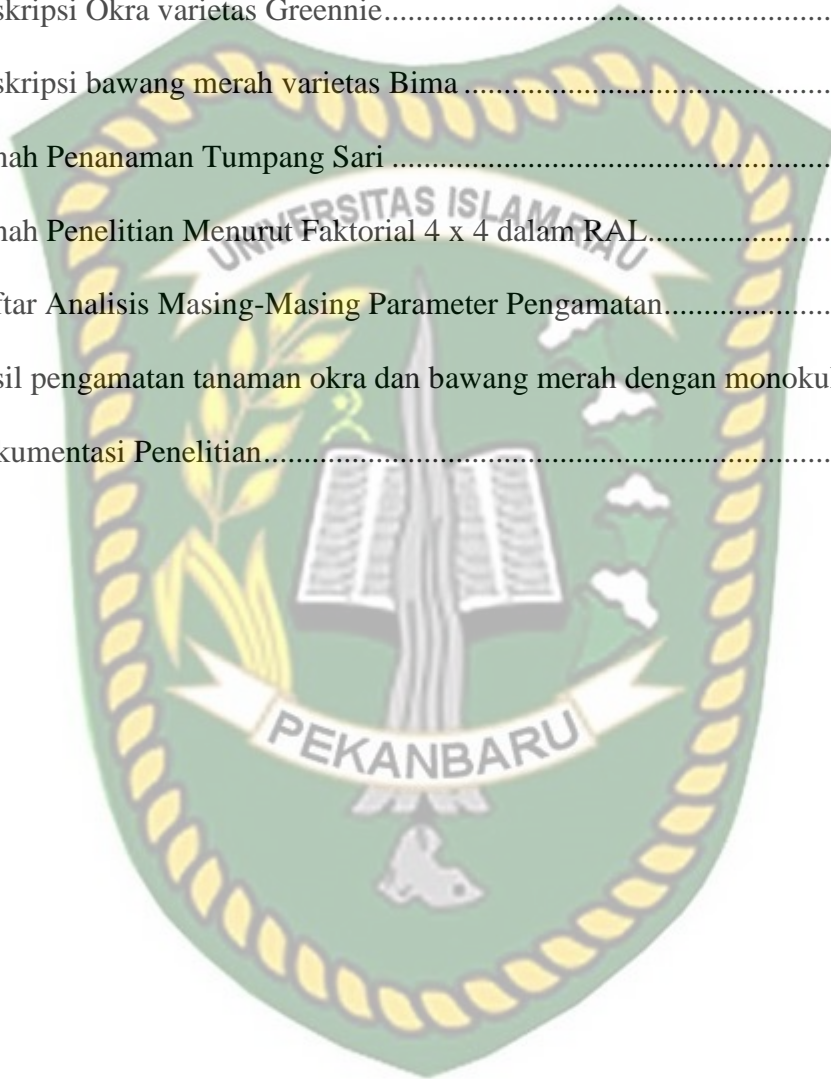 skripsi Okra varietas Greennie.......................................................
skripsi bawang merah varietas Bima .............................................
nah Penanaman Tumpang Sari ......................................................
UNIVERSITAS ISLAM RIAU
nah Penelitian Menurut Faktorial 4 x 4 dalam RAL......................
ftar Analisis Masing-Masing Parameter Pengamatan....................
sil pengamatan tanaman okra dan bawang merah dengan monokul
kumentasi Penelitian......................................................................
PEKANBARU